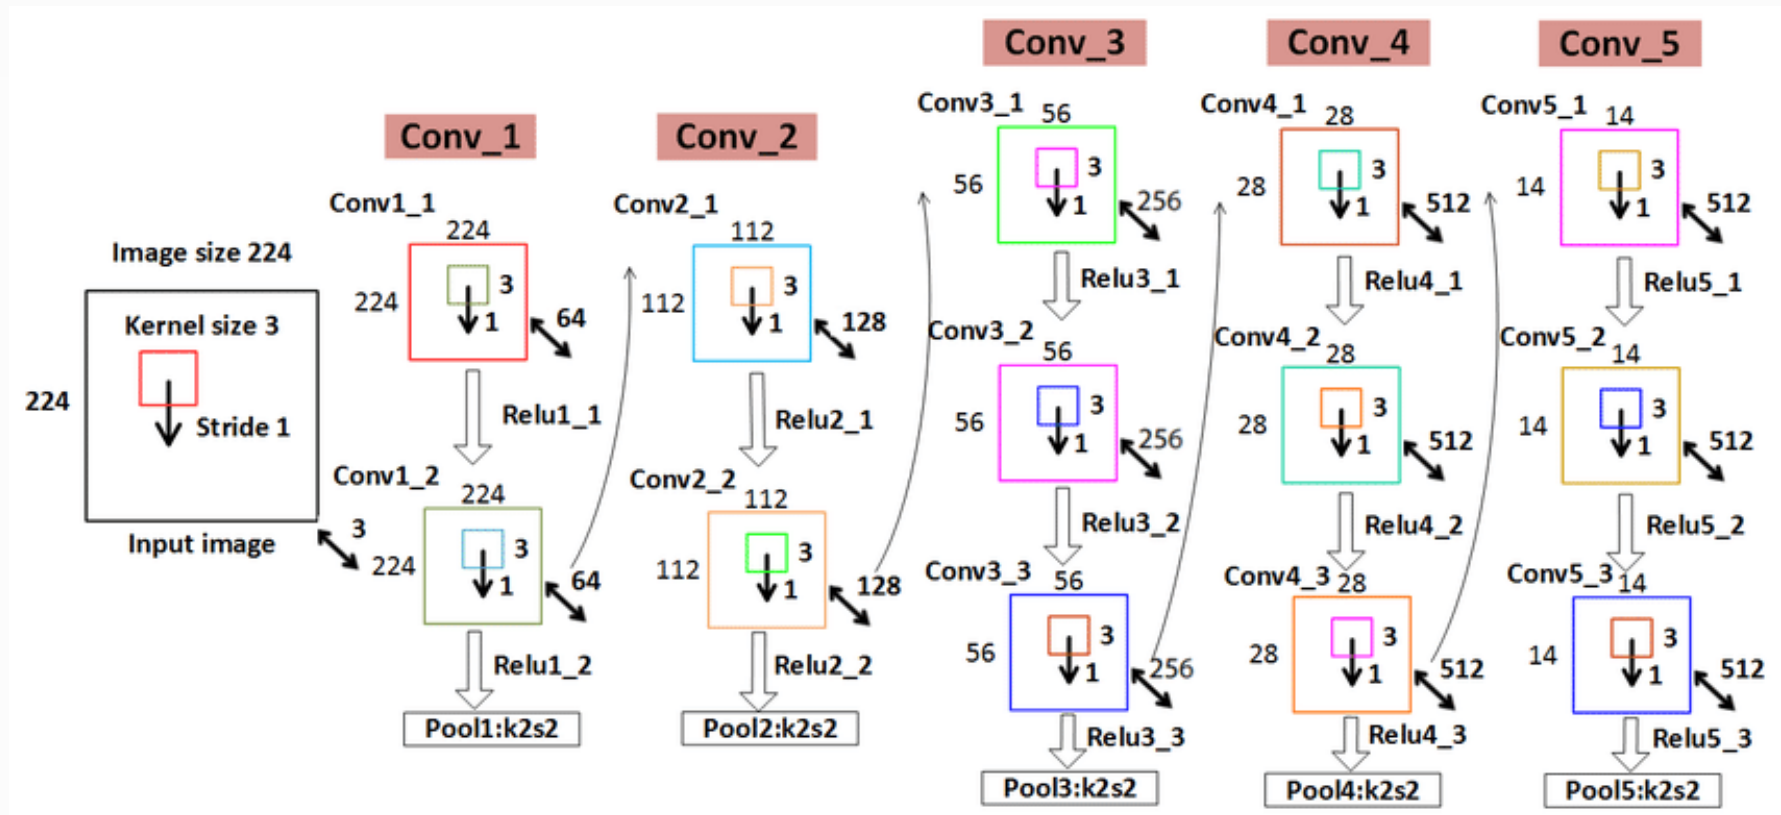 Image size 224
224
Kernel size 3
Stride 1
Input image
3
Conv_1
Conv1_1
224
224
3
1
64
Relu1_1
Conv1_2
224
224
3
1
64
Relu1_2
Pool1:k2s2
Conv_2
Conv2_1
112
112
3
1
128
Relu2_1
Conv2_2
112
112
3
1
128
Relu2_2
Pool2:k2s2
Conv_3
Conv3_1
56
56
3
1
256
Relu3_1
Conv3_2
56
56
3
1
256
Relu3_2
Conv3_3
56
56
3
1
256
Relu3_3
Pool3:k2s2
Conv_4
Conv4_1
28
28
3
1
512
Relu4_1
Conv4_2
28
28
3
1
512
Relu4_2
Conv4_3
28
28
3
1
512
Relu4_3
Pool4:k2s2
Conv_5
Conv5_1
14
14
3
1
512
Relu5_1
Conv5_2
14
14
3
1
512
Relu5_2
Conv5_3
14
14
3
1
512
Relu5_3
Pool5:k2s2